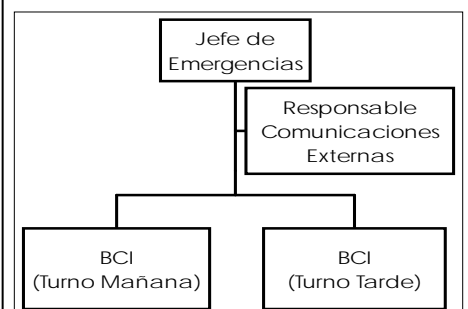 Jefe de
Emergencias
Responsable
Comunicaciones
Externas
BCI
(Turno Mañana)
BCI
(Turno Tarde)